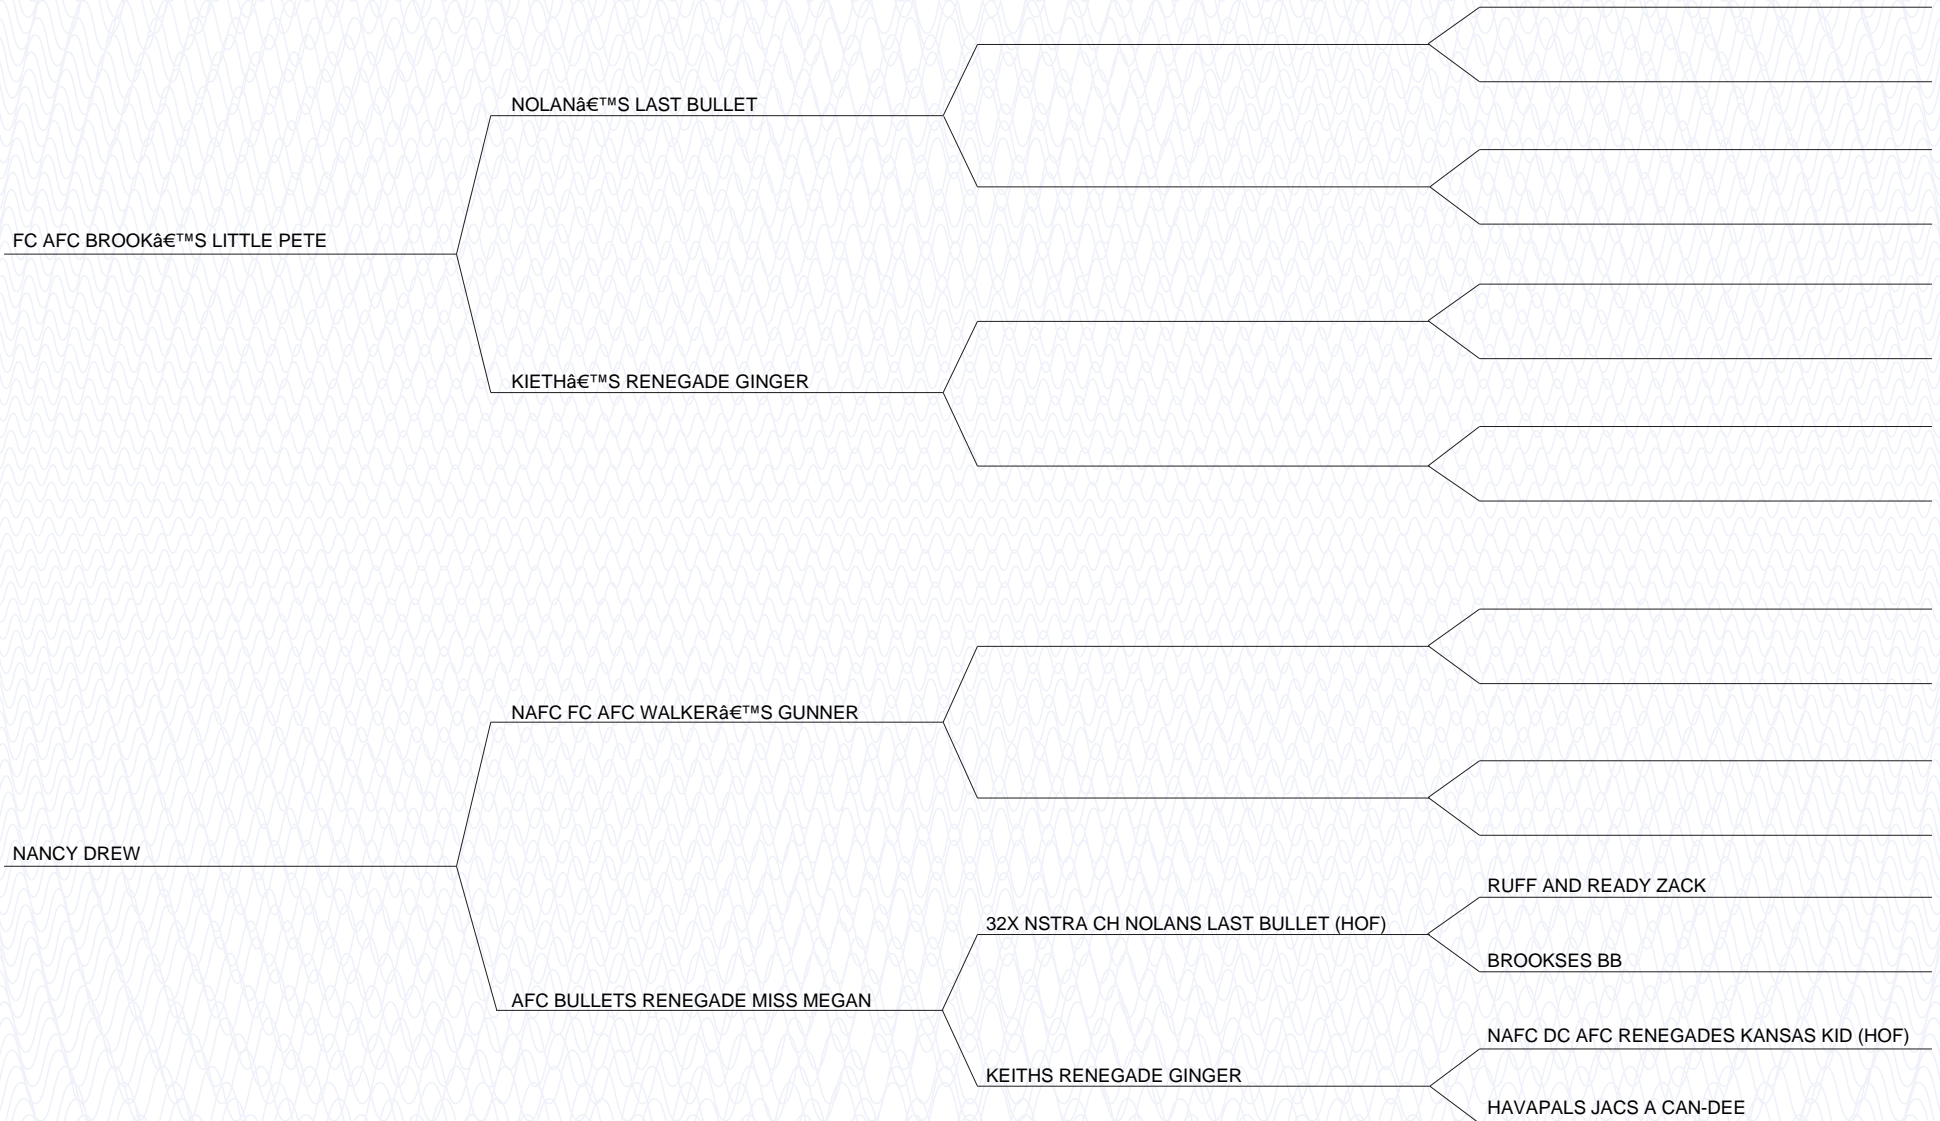 NOLANâ€™S LAST BULLET
FC AFC BROOKâ€™S LITTLE PETE
KIETHâ€™S RENEGADE GINGER
NAFC FC AFC WALKERâ€™S GUNNER
NANCY DREW
RUFF AND READY ZACK
32X NSTRA CH NOLANS LAST BULLET (HOF)
BROOKSES BB
AFC BULLETS RENEGADE MISS MEGAN
NAFC DC AFC RENEGADES KANSAS KID (HOF)
KEITHS RENEGADE GINGER
HAVAPALS JACS A CAN-DEE